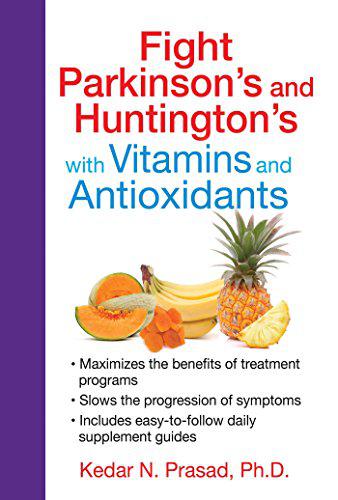 Fight
Parkinson's and
Huntington's
with Vitamins and
Antioxidants
• Maximizes the benefits of treatment
programs
• Slows the progression of symptoms
• Includes easy-to-follow daily
supplement guides
Kedar N. Prasad, Ph.D.